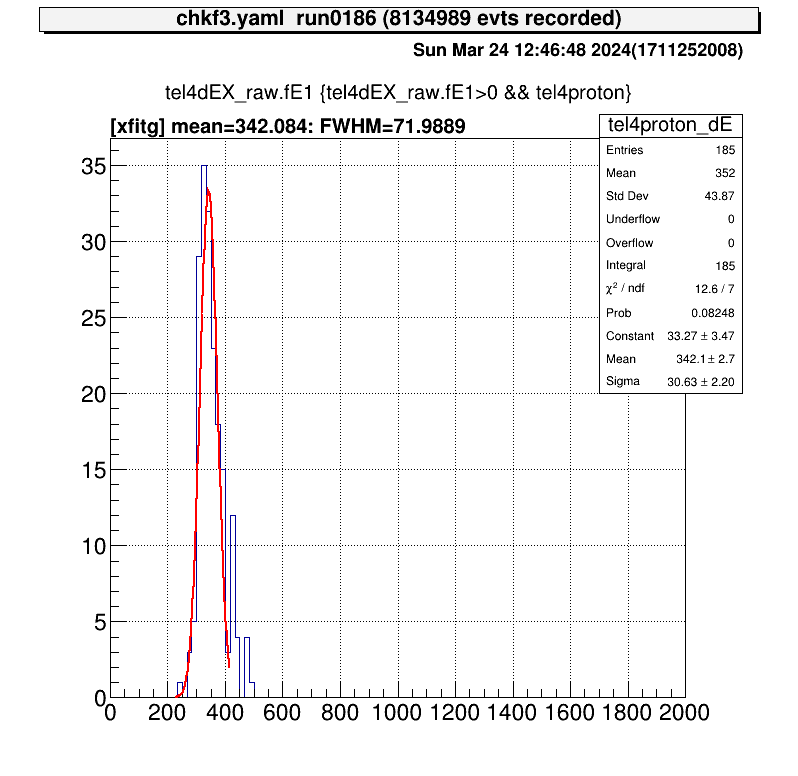 chkf3.yaml  run0186 (8134989 evts recorded)
Sun Mar 24 12:46:48 2024(1711252008)
tel4dEX_raw.fE1 {tel4dEX_raw.fE1>0 && tel4proton}
[xfitg] mean=342.084: FWHM=71.9889
tel4proton_dE
Entries 185
Mean 352
Std Dev 43.87
Underflow 0
Overflow 0
Integral 185
χ² / ndf 12.6 / 7
Prob 0.08248
Constant 33.27 ± 3.47
Mean 342.1 ± 2.7
Sigma 30.63 ± 2.20
35
30
25
20
15
10
5
0
0 200 400 600 800 1000 1200 1400 1600 1800 2000